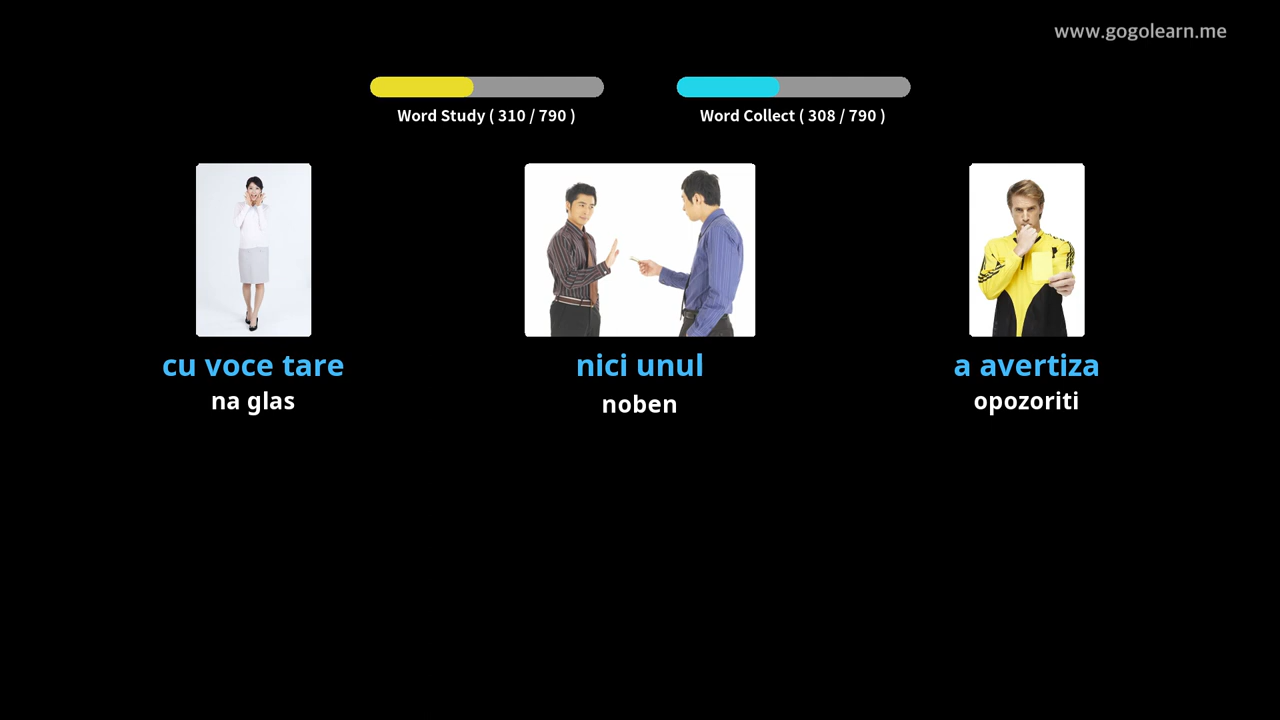 www.gogolearn.me
Word Study ( 310 / 790 )
Word Collect ( 308 / 790 )
cu voce tare
na glas
nici unul
noben
a avertiza
opozoriti